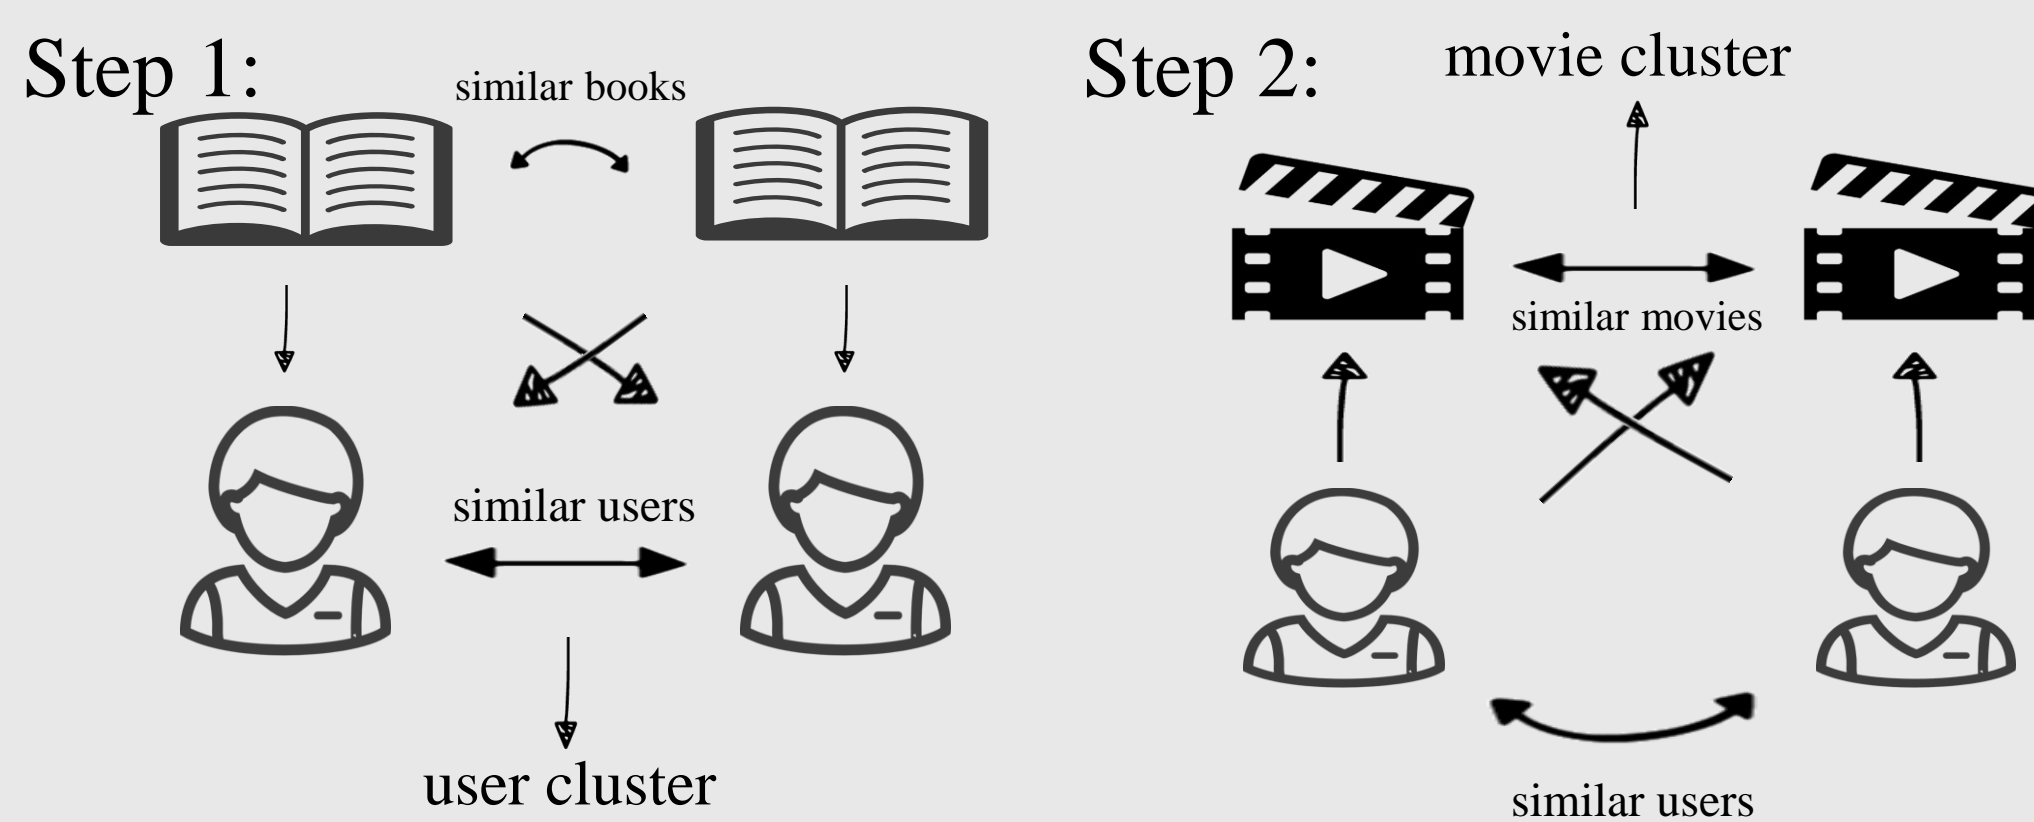 Step 1:
similar books
similar users
user cluster
Step 2:
movie cluster
similar movies
similar users